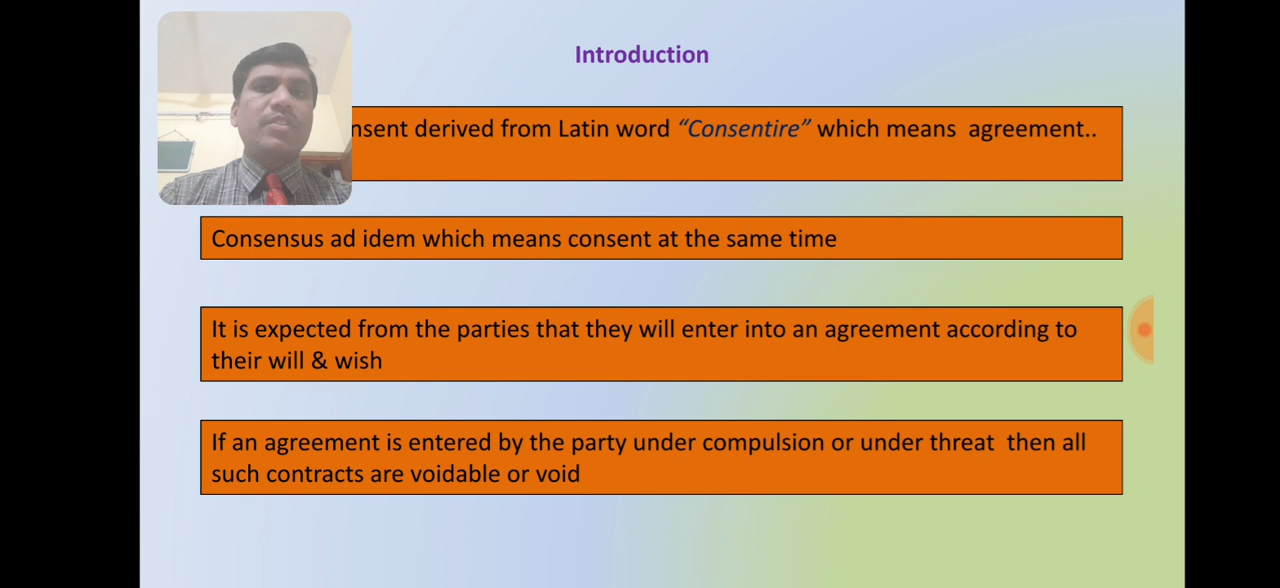 Introduction
nsent derived from Latin word “Consentire” which means agreement..
Consensus ad idem which means consent at the same time
It is expected from the parties that they will enter into an agreement according to
their will & wish
If an agreement is entered by the party under compulsion or under threat then all
such contracts are voidable or void